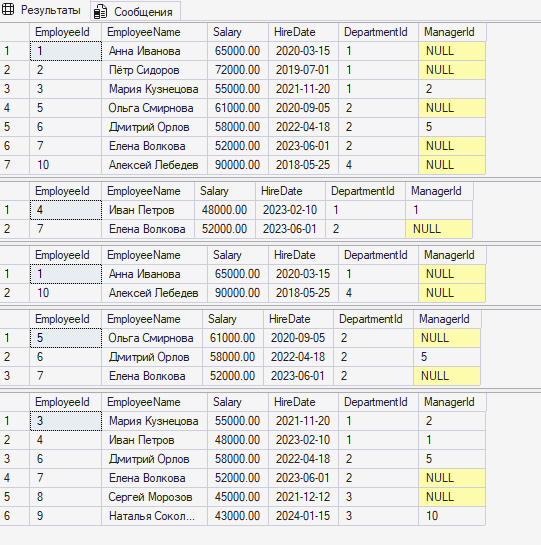 Результаты Сообщения
EmployeeId EmployeeName Salary HireDate DepartmentId ManagerId
1 1 Анна Иванова 65000.00 2020-03-15 1 NULL
2 2 Пётр Сидоров 72000.00 2019-07-01 1 NULL
3 3 Мария Кузнецова 55000.00 2021-11-20 1 2
4 5 Ольга Смирнова 61000.00 2020-09-05 2 NULL
5 6 Дмитрий Орлов 58000.00 2022-04-18 2 5
6 7 Елена Волкова 52000.00 2023-06-01 2 NULL
7 10 Алексей Лебедев 90000.00 2018-05-25 4 NULL
EmployeeId EmployeeName Salary HireDate DepartmentId ManagerId
1 4 Иван Петров 48000.00 2023-02-10 1 1
2 7 Елена Волкова 52000.00 2023-06-01 2 NULL
EmployeeId EmployeeName Salary HireDate DepartmentId ManagerId
1 1 Анна Иванова 65000.00 2020-03-15 1 NULL
2 10 Алексей Лебедев 90000.00 2018-05-25 4 NULL
EmployeeId EmployeeName Salary HireDate DepartmentId ManagerId
1 5 Ольга Смирнова 61000.00 2020-09-05 2 NULL
2 6 Дмитрий Орлов 58000.00 2022-04-18 2 5
3 7 Елена Волкова 52000.00 2023-06-01 2 NULL
EmployeeId EmployeeName Salary HireDate DepartmentId ManagerId
1 3 Мария Кузнецова 55000.00 2021-11-20 1 2
2 4 Иван Петров 48000.00 2023-02-10 1 1
3 6 Дмитрий Орлов 58000.00 2022-04-18 2 5
4 7 Елена Волкова 52000.00 2023-06-01 2 NULL
5 8 Сергей Морозов 45000.00 2021-12-12 3 NULL
6 9 Наталья Сокол... 43000.00 2024-01-15 3 10